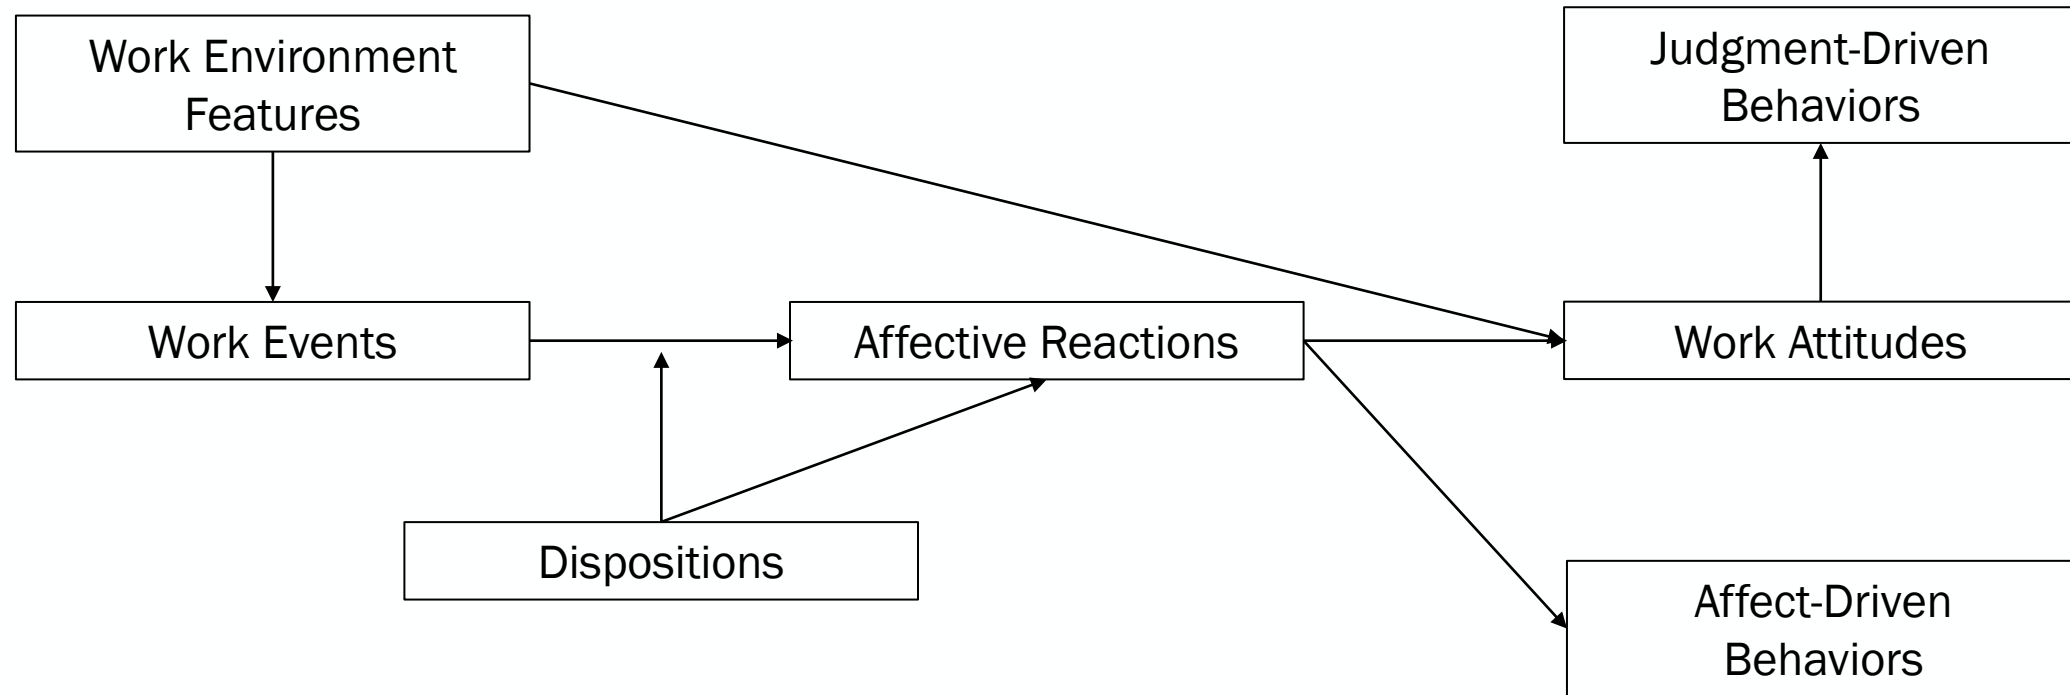 Work Environment
Features
Judgment-Driven
Behaviors
Work Events
Affective Reactions
Work Attitudes
Dispositions
Affect-Driven
Behaviors